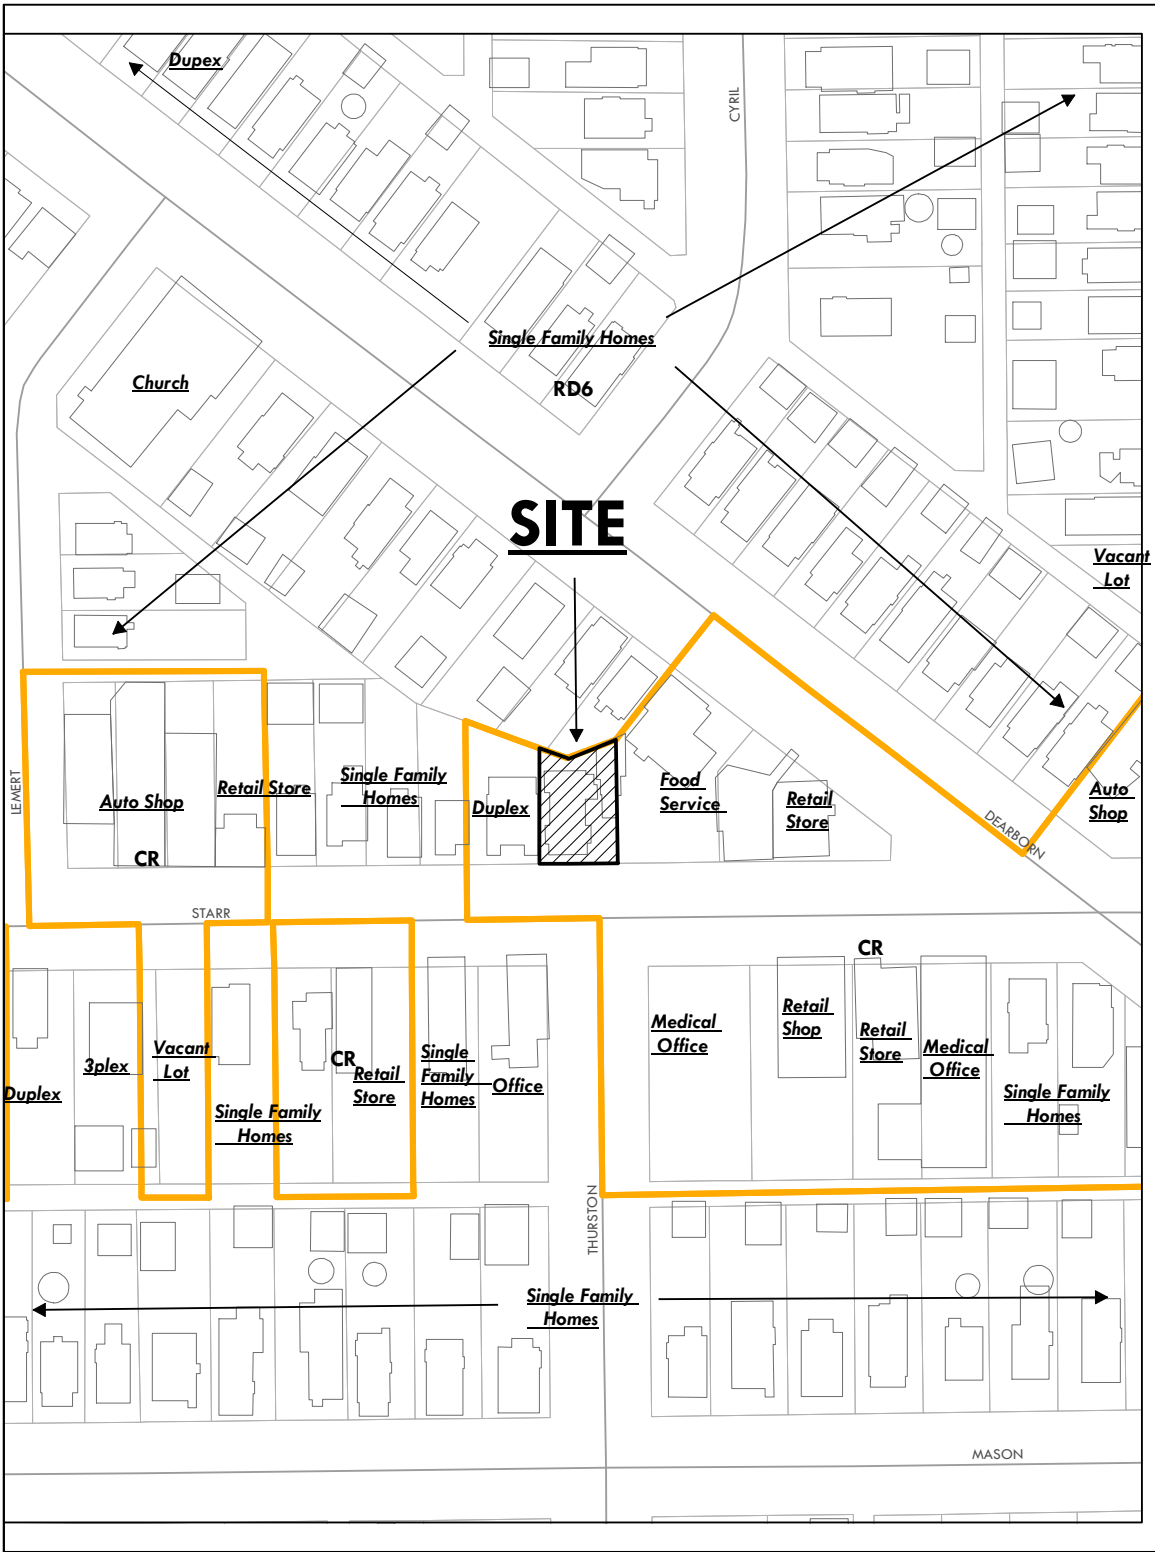 Dupex
CYRIL
Single Family Homes
RD6
Church
SITE
Vacant
Lot
LEMERT
Auto Shop
CR
Retail Store
Single Family
Homes
Duplex
Food
Service
Retail
Store
DEARBORN
Auto
Shop
STARR
CR
Duplex
3plex
Vacant
Lot
Single Family
Homes
CR
Retail
Store
Single
Family
Homes
Office
Medical
Office
Retail
Shop
Retail
Store
Medical
Office
Single Family
Homes
THURSTON
Single Family
Homes
MASON